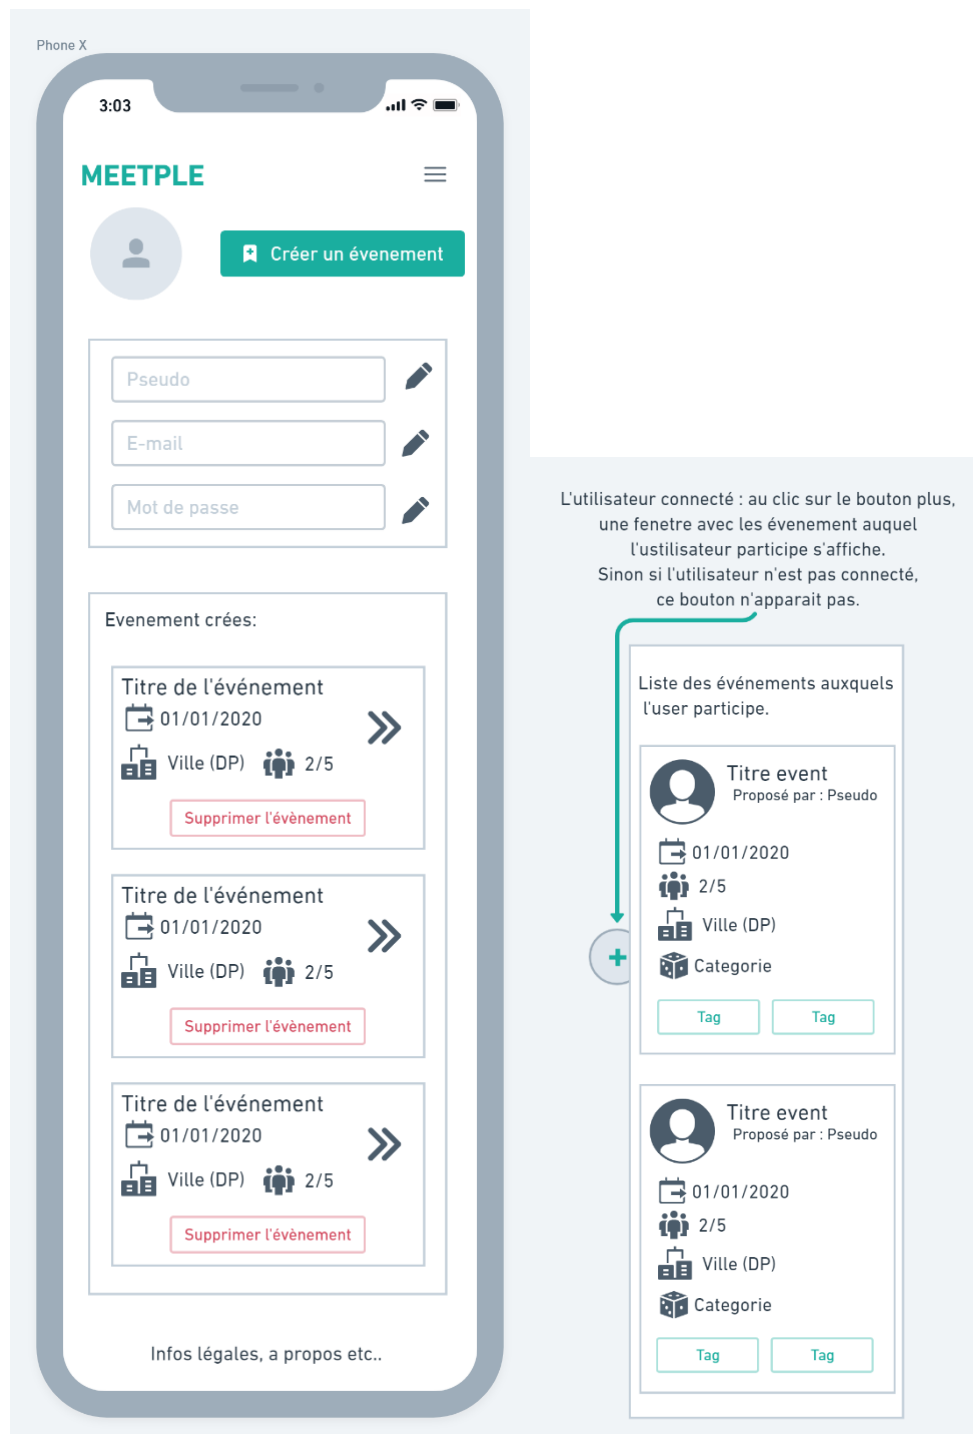 Phone X
3:03
MEETPLE
Créer un évenement
Pseudo
E-mail
Mot de passe
Evenement crées:
Titre de l'événement
01/01/2020
Ville (DP) 2/5
Supprimer l'évènement
Titre de l'événement
01/01/2020
Ville (DP) 2/5
Supprimer l'évènement
Titre de l'événement
01/01/2020
Ville (DP) 2/5
Supprimer l'évènement
Infos légales, a propos etc..
L'utilisateur connecté : au clic sur le bouton plus,
une fenetre avec les évenement auquel
l'ustilisateur participe s'affiche.
Sinon si l'utilisateur n'est pas connecté,
ce bouton n'apparait pas.
Liste des événements auxquels
l'user participe.
Titre event
Proposé par : Pseudo
01/01/2020
2/5
Ville (DP)
Categorie
Tag Tag
Titre event
Proposé par : Pseudo
01/01/2020
2/5
Ville (DP)
Categorie
Tag Tag